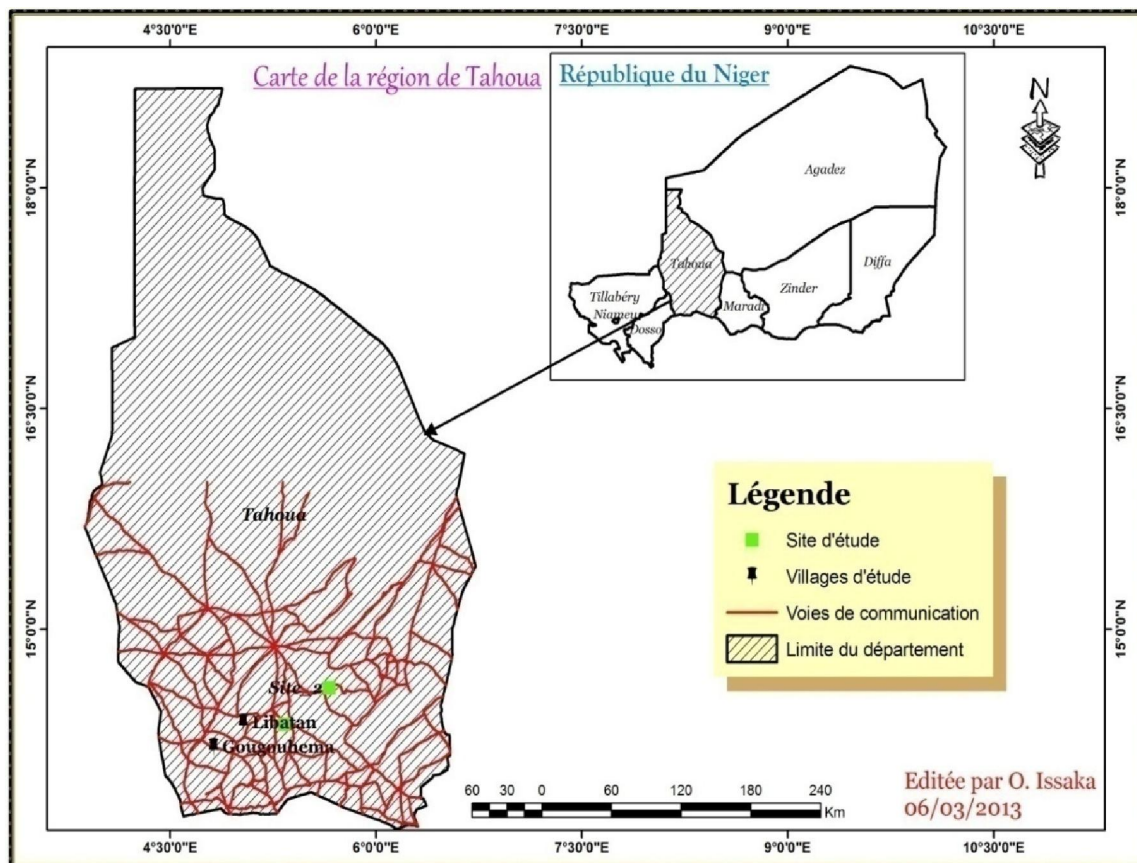 4°30'0"E
6°0'0"E
7°30'0"E
9°0'0"E
10°30'0"E
Carte de la région de Tahoua
République du Niger
N
Agadez
Tahoua
Diffa
Zinder
Maradi
Tillabéry
Niamey
Dosso
18°0'0"N
18°0'0"N
16°30'0"N
16°30'0"N
15°0'0"N
15°0'0"N
Tahoua
Site 2
Libatan
Gougouhema
Légende
Site d'étude
Villages d'étude
Voies de communication
Limite du département
60 30 0 60 120 180 240
Km
Editée par O. Issaka
06/03/2013
4°30'0"E
6°0'0"E
7°30'0"E
9°0'0"E
10°30'0"E